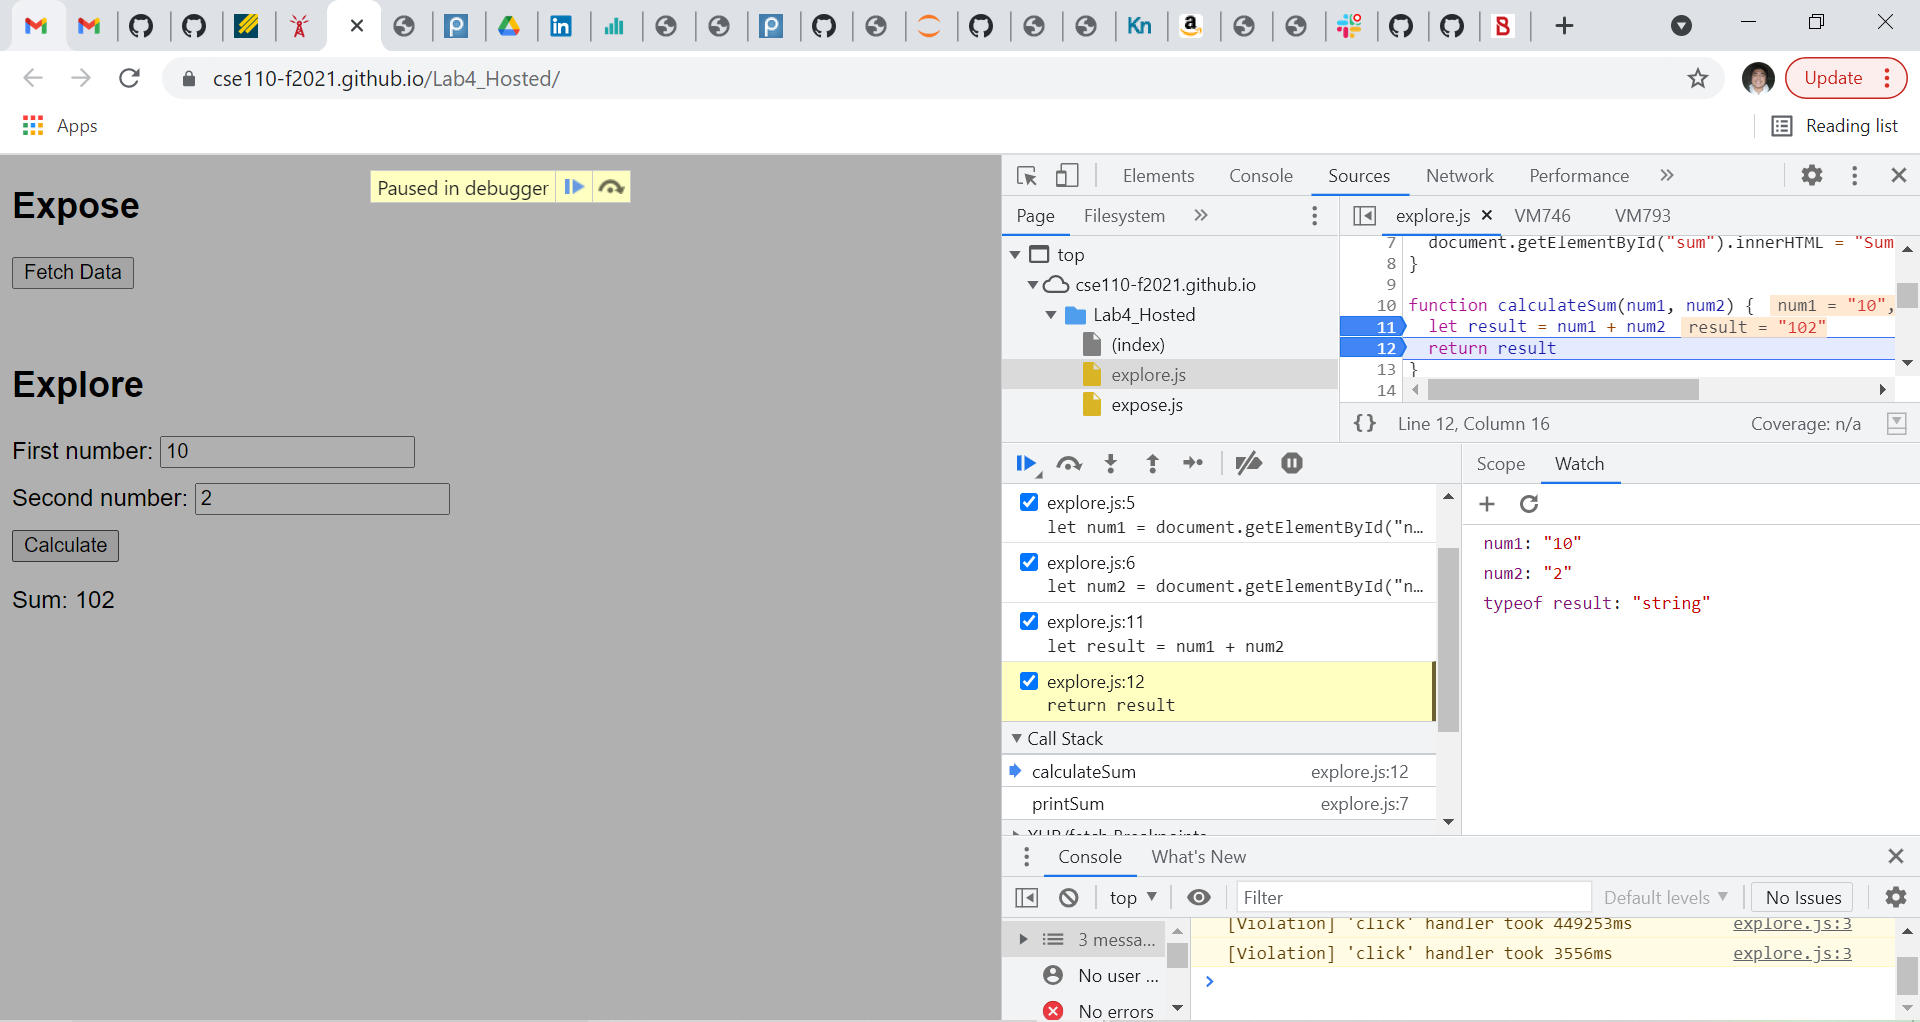 Kn
a
B
cse110-f2021.github.io/Lab4_Hosted/
Update
Apps
Reading list
Expose
Fetch Data
Paused in debugger
Explore
First number: 10
Second number: 2
Calculate
Sum: 102
Elements Console Sources Network Performance
Page Filesystem
explore.js VM746 VM793
top
cse110-f2021.github.io
Lab4_Hosted
(index)
explore.js
expose.js
7 document.getElementById("sum").innerHTML = "Sum
8 }
9
10 function calculateSum(num1, num2) { num1 = "10",
11 let result = num1 + num2 result = "102"
12 return result
13 }
14
{} Line 12, Column 16 Coverage: n/a
explore.js:5
let num1 = document.getElementById("n…
explore.js:6
let num2 = document.getElementById("n…
explore.js:11
let result = num1 + num2
explore.js:12
return result
Call Stack
calculateSum explore.js:12
printSum explore.js:7
XHR/fetch Breakpoints
Scope Watch
num1: "10"
num2: "2"
typeof result: "string"
Console What's New
top Filter Default levels No Issues
3 messa…
No user …
No errors
[Violation] 'click' handler took 449253ms explore.js:3
[Violation] 'click' handler took 3556ms explore.js:3